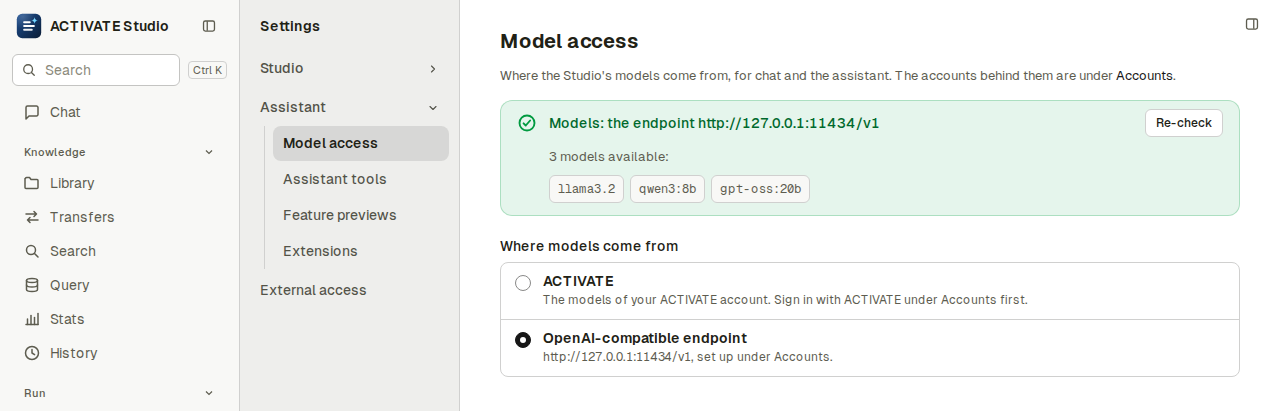 ACTIVATE Studio
Search
Ctrl K
Chat
Knowledge
Library
Transfers
Search
Query
Stats
History
Run
Settings
Studio
Assistant
Model access
Assistant tools
Feature previews
Extensions
External access
Model access
Where the Studio's models come from, for chat and the assistant. The accounts behind them are under Accounts.
Models: the endpoint http://127.0.0.1:11434/v1
Re-check
3 models available:
llama3.2 qwen3:8b gpt-oss:20b
Where models come from
ACTIVATE
The models of your ACTIVATE account. Sign in with ACTIVATE under Accounts first.
OpenAI-compatible endpoint
http://127.0.0.1:11434/v1, set up under Accounts.